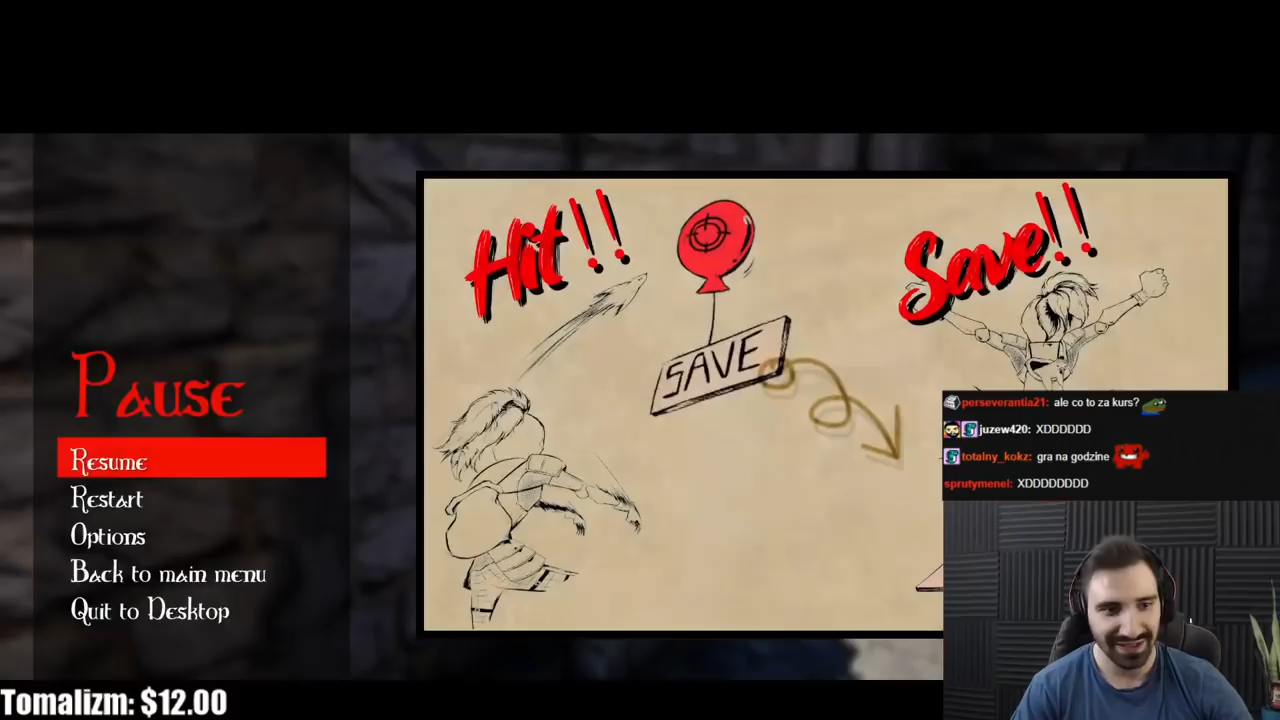 Hit!!
SAVE
Save!!
Pause
Resume
Restart
Options
Back to main menu
Quit to Desktop
perseverantia21: ale co to za kurs?
juzew420: XDDDDDD
totalny_kokz: gra na godzine
sprutymenel: XDDDDDDDD
Tomalizm: $12.00